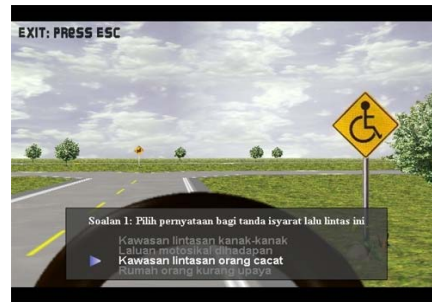 EXIT: PRESS ESC
Soalan 1: Pilih pernyataan bagi tanda isyarat lalu lintas ini
Kawasan lintasan kanak-kanak
Laluan motosikal dihadapan
Kawasan lintasan orang cacat
Rumah orang kurang upaya